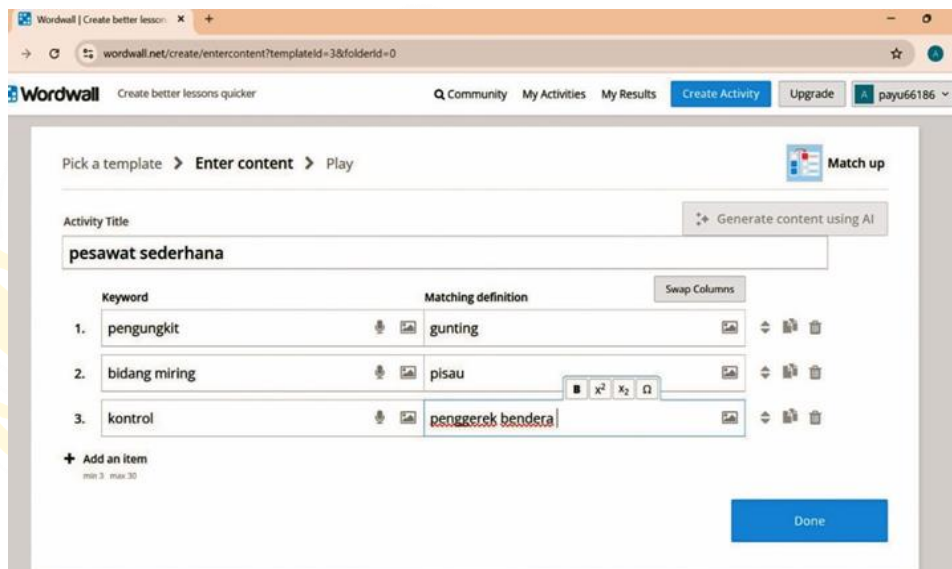 Wordwall | Create better lesson
wordwall.net/create/entercontent?templateId=3&folderId=0
Wordwall Create better lessons quicker Community My Activities My Results Create Activity Upgrade A payu66186
Pick a template > Enter content > Play Match up
Activity Title Generate content using AI
pesawat sederhana
Swap Columns
Keyword Matching definition
1. pengungkit gunting
2. bidang miring pisau
B x² x₂ Ω
3. kontrol penggerek bendera
+ Add an item
min 3 max 30
Done